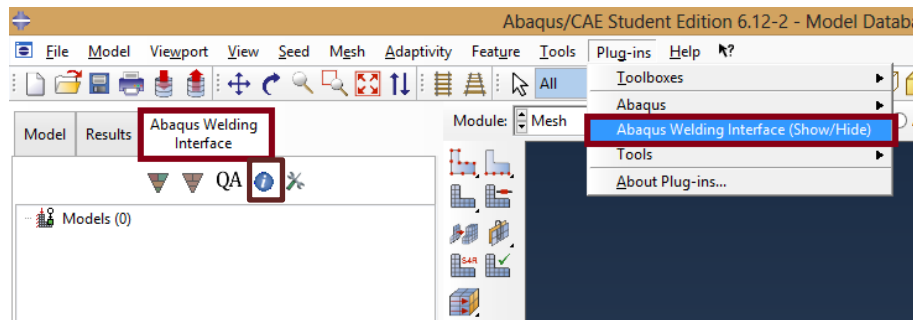 Abaqus/CAE Student Edition 6.12-2 - Model Databa
File Model Viewport View Seed Mesh Adaptivity Feature Tools Plug-ins Help ?
All
Toolboxes
Abaqus
Abaqus Welding Interface (Show/Hide)
Tools
About Plug-ins...
Model Results Abaqus Welding
Interface
Module: Mesh
QA i
Models (0)
S4R